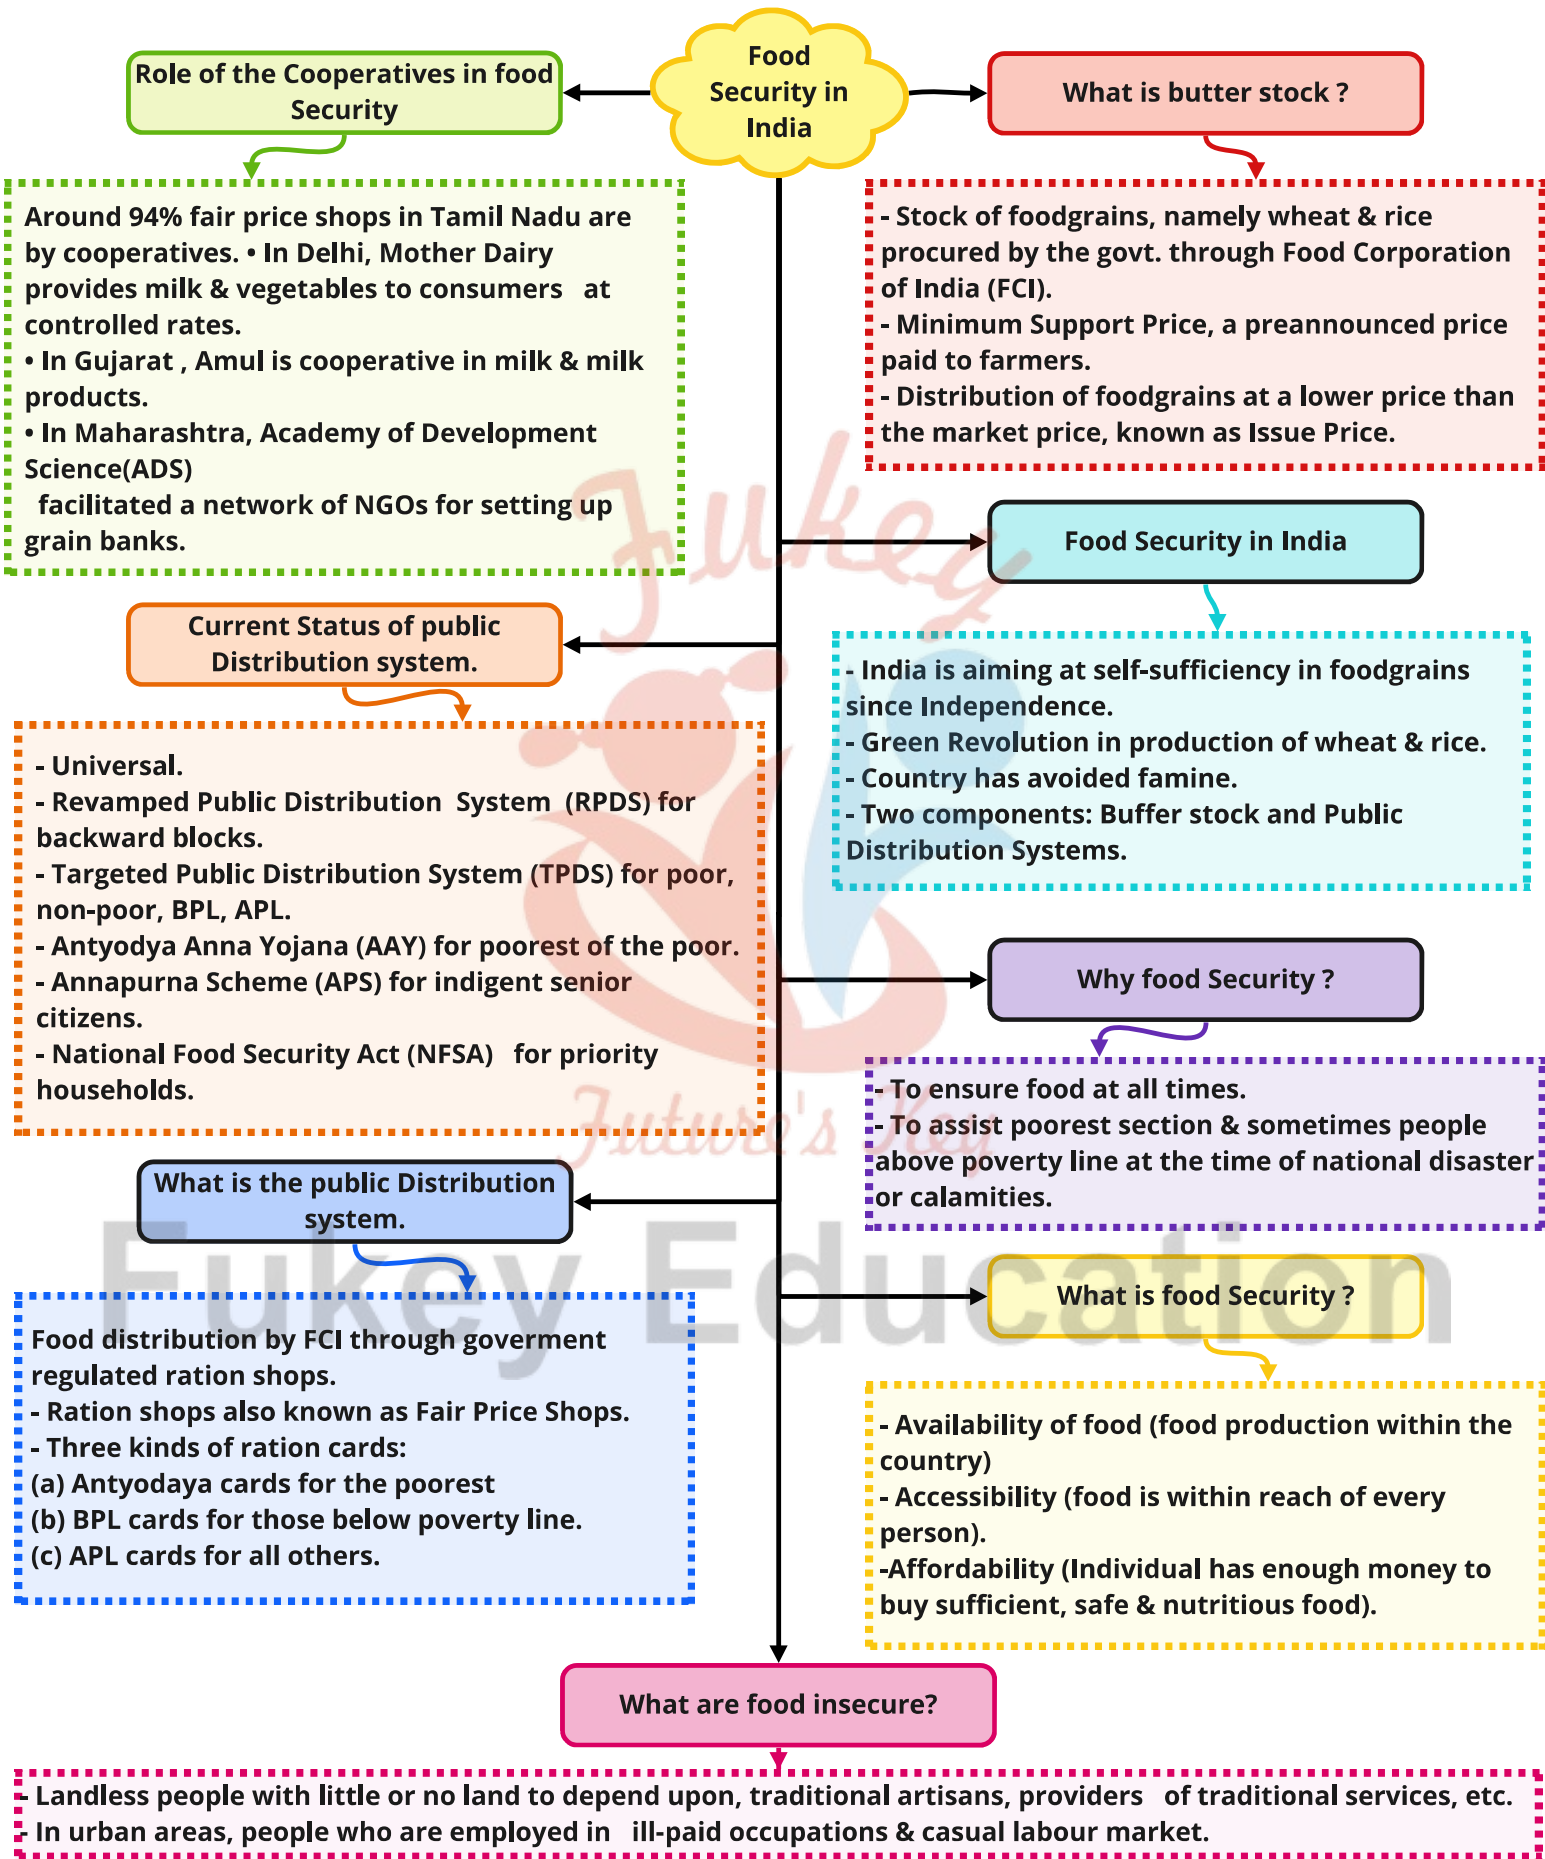 Food
Security in
India
Role of the Cooperatives in food
Security
Around 94% fair price shops in Tamil Nadu are
by cooperatives. • In Delhi, Mother Dairy
provides milk & vegetables to consumers at
controlled rates.
• In Gujarat , Amul is cooperative in milk & milk
products.
• In Maharashtra, Academy of Development
Science(ADS)
facilitated a network of NGOs for setting up
grain banks.
What is butter stock ?
- Stock of foodgrains, namely wheat & rice
procured by the govt. through Food Corporation
of India (FCI).
- Minimum Support Price, a preannounced price
paid to farmers.
- Distribution of foodgrains at a lower price than
the market price, known as Issue Price.
Food Security in India
- India is aiming at self-sufficiency in foodgrains
since Independence.
- Green Revolution in production of wheat & rice.
- Country has avoided famine.
- Two components: Buffer stock and Public
Distribution Systems.
Current Status of public
Distribution system.
- Universal.
- Revamped Public Distribution System (RPDS) for
backward blocks.
- Targeted Public Distribution System (TPDS) for poor,
non-poor, BPL, APL.
- Antyodya Anna Yojana (AAY) for poorest of the poor.
- Annapurna Scheme (APS) for indigent senior
citizens.
- National Food Security Act (NFSA) for priority
households.
Why food Security ?
- To ensure food at all times.
- To assist poorest section & sometimes people
above poverty line at the time of national disaster
or calamities.
What is the public Distribution
system.
Food distribution by FCI through goverment
regulated ration shops.
- Ration shops also known as Fair Price Shops.
- Three kinds of ration cards:
(a) Antyodaya cards for the poorest
(b) BPL cards for those below poverty line.
(c) APL cards for all others.
What is food Security ?
- Availability of food (food production within the
country)
- Accessibility (food is within reach of every
person).
-Affordability (Individual has enough money to
buy sufficient, safe & nutritious food).
What are food insecure?
- Landless people with little or no land to depend upon, traditional artisans, providers of traditional services, etc.
- In urban areas, people who are employed in ill-paid occupations & casual labour market.
Fukey
Future's Key
Fukey Education